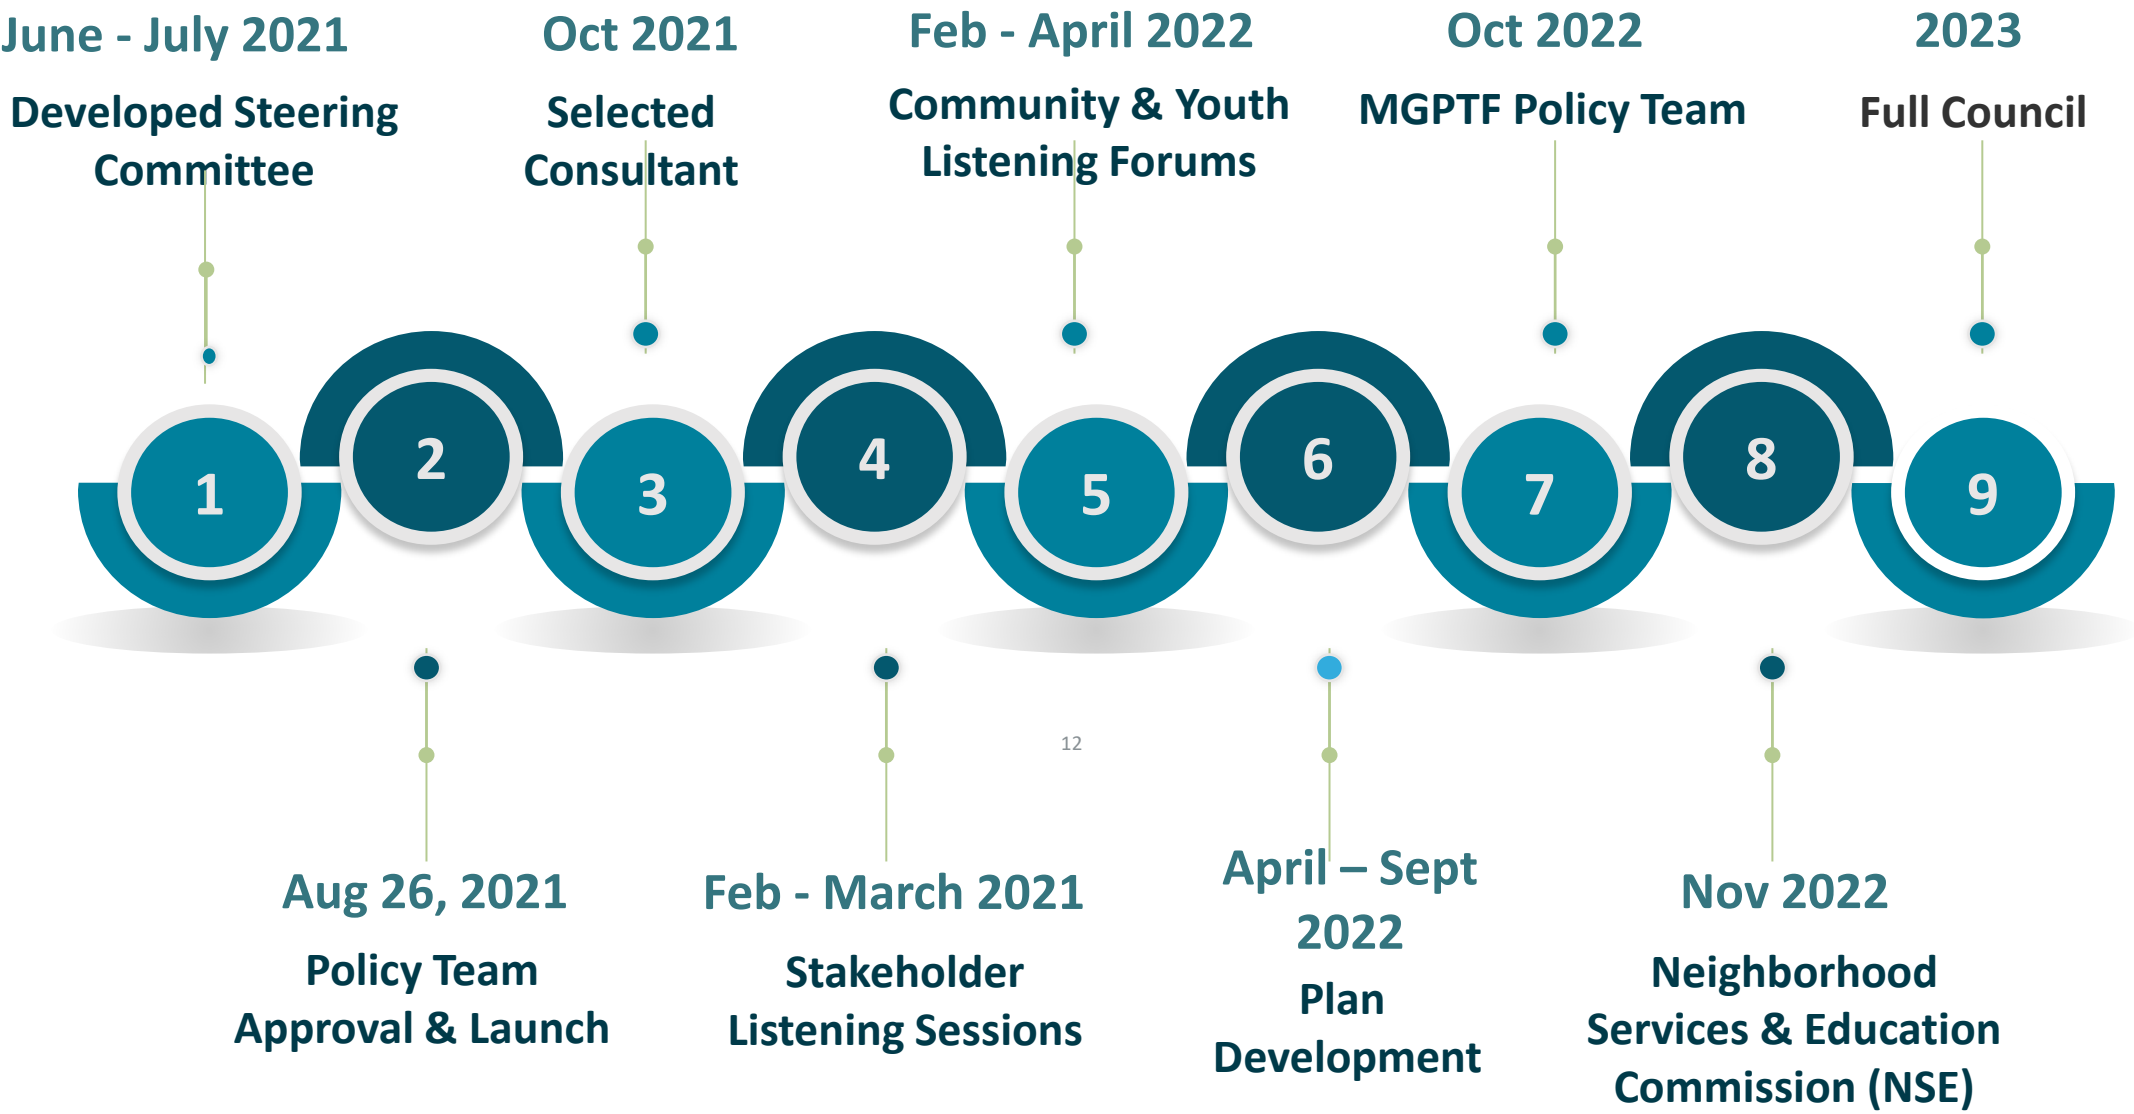 June - July 2021
Developed Steering
Committee
Oct 2021
Selected
Consultant
Feb - April 2022
Community & Youth
Listening Forums
Oct 2022
MGPTF Policy Team
2023
Full Council
1
2
3
4
5
6
7
8
9
12
Aug 26, 2021
Policy Team
Approval & Launch
Feb - March 2021
Stakeholder
Listening Sessions
April – Sept
2022
Plan
Development
Nov 2022
Neighborhood
Services & Education
Commission (NSE)